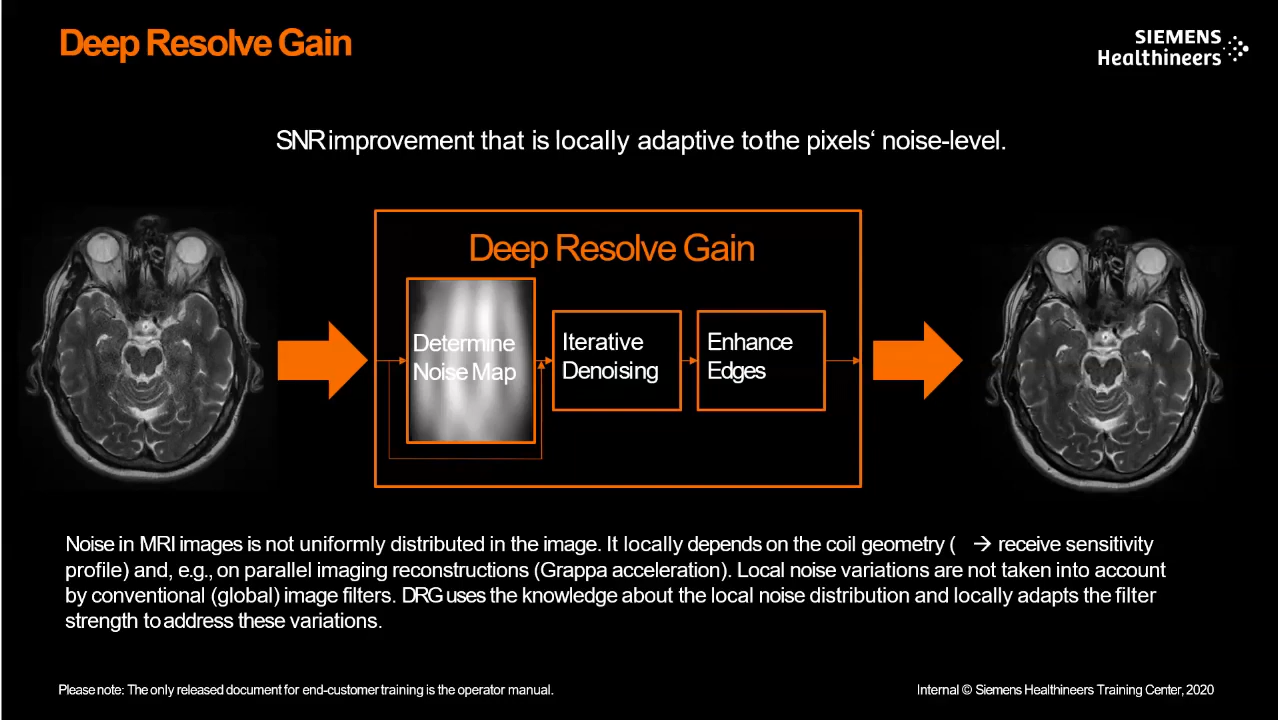 Deep Resolve Gain
SIEMENS
Healthineers
SNR improvement that is locally adaptive to the pixels‘ noise-level.
Deep Resolve Gain
Determine
Noise Map
Iterative
Denoising
Enhance
Edges
Noise in MRI images is not uniformly distributed in the image. It locally depends on the coil geometry ( → receive sensitivity
profile) and, e.g., on parallel imaging reconstructions (Grappa acceleration). Local noise variations are not taken into account
by conventional (global) image filters. DRG uses the knowledge about the local noise distribution and locally adapts the filter
strength to address these variations.
Please note: The only released document for end-customer training is the operator manual.
Internal © Siemens Healthineers Training Center, 2020